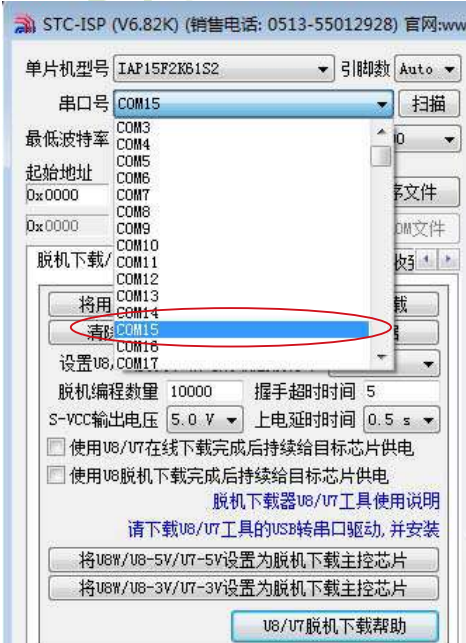 STC-ISP (V6.82K) (销售电话: 0513-55012928) 官网:ww
单片机型号 IAP15F2K61S2 引脚数 Auto
串口号 COM15 扫描
最低波特率
COM3
COM4
COM5
COM6
COM7
COM8
COM9
COM10
COM11
COM12
COM13
COM14
COM15
COM16
COM17
起始地址
0x0000 序文件
0x0000 OM文件
脱机下载/ 收
将用 载
清除
设置U8,
脱机编程数量 10000 握手超时时间 5
S-VCC输出电压 5.0 V 上电延时时间 0.5 s
使用U8/U7在线下载完成后持续给目标芯片供电
使用U8脱机下载完成后持续给目标芯片供电
脱机下载器U8/U7工具使用说明
请下载U8/U7工具的USB转串口驱动,并安装
将U8W/U8-5V/U7-5V设置为脱机下载主控芯片
将U8W/U8-3V/U7-3V设置为脱机下载主控芯片
U8/U7脱机下载帮助